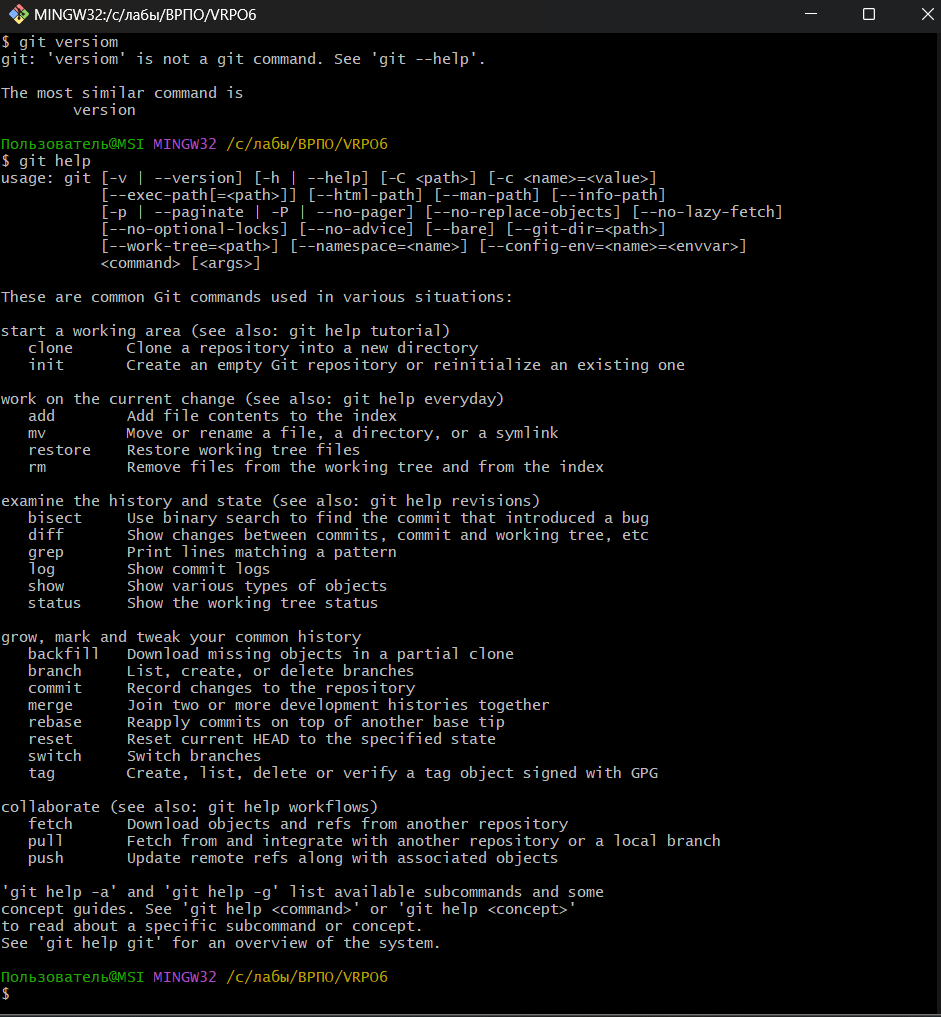 MINGW32:/c/лабы/ВРПО/VRPO6
$ git versiom
git: 'versiom' is not a git command. See 'git --help'.

The most similar command is
        version

Пользователь@MSI MINGW32 /c/лабы/ВРПО/VRPO6
$ git help
usage: git [-v | --version] [-h | --help] [-C <path>] [-c <name>=<value>]
           [--exec-path[=<path>]] [--html-path] [--man-path] [--info-path]
           [-p | --paginate | -P | --no-pager] [--no-replace-objects] [--no-lazy-fetch]
           [--no-optional-locks] [--no-advice] [--bare] [--git-dir=<path>]
           [--work-tree=<path>] [--namespace=<name>] [--config-env=<name>=<envvar>]
           <command> [<args>]

These are common Git commands used in various situations:

start a working area (see also: git help tutorial)
   clone      Clone a repository into a new directory
   init       Create an empty Git repository or reinitialize an existing one

work on the current change (see also: git help everyday)
   add        Add file contents to the index
   mv         Move or rename a file, a directory, or a symlink
   restore    Restore working tree files
   rm         Remove files from the working tree and from the index

examine the history and state (see also: git help revisions)
   bisect     Use binary search to find the commit that introduced a bug
   diff       Show changes between commits, commit and working tree, etc
   grep       Print lines matching a pattern
   log        Show commit logs
   show       Show various types of objects
   status     Show the working tree status

grow, mark and tweak your common history
   backfill   Download missing objects in a partial clone
   branch     List, create, or delete branches
   commit     Record changes to the repository
   merge      Join two or more development histories together
   rebase     Reapply commits on top of another base tip
   reset      Reset current HEAD to the specified state
   switch     Switch branches
   tag        Create, list, delete or verify a tag object signed with GPG

collaborate (see also: git help workflows)
   fetch      Download objects and refs from another repository
   pull       Fetch from and integrate with another repository or a local branch
   push       Update remote refs along with associated objects

'git help -a' and 'git help -g' list available subcommands and some
concept guides. See 'git help <command>' or 'git help <concept>'
to read about a specific subcommand or concept.
See 'git help git' for an overview of the system.

Пользователь@MSI MINGW32 /c/лабы/ВРПО/VRPO6
$